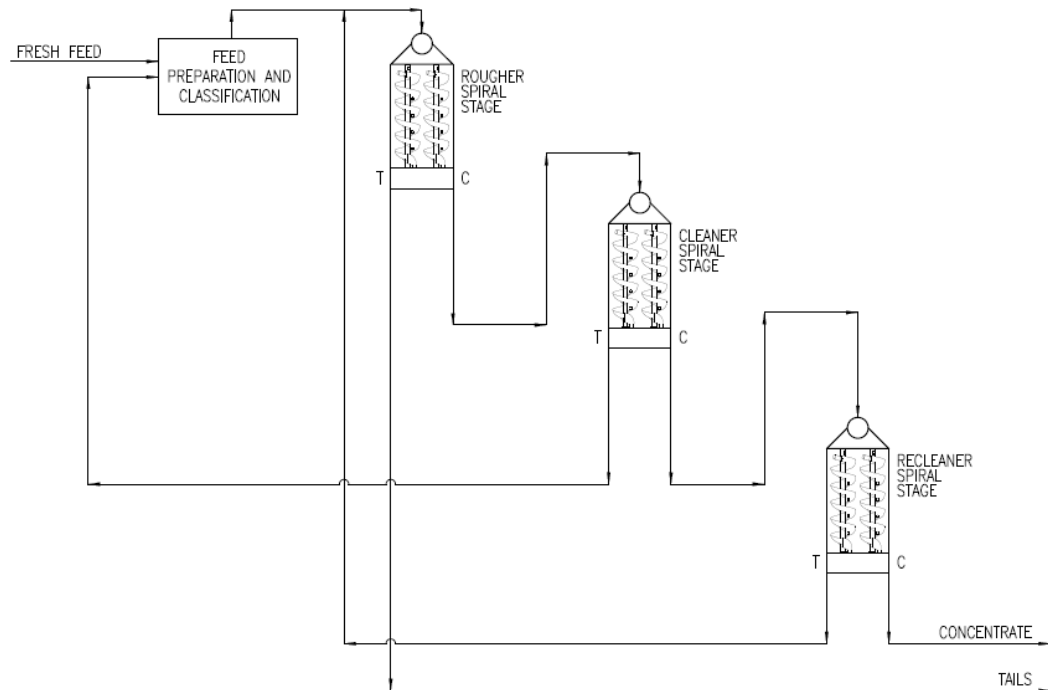 FRESH FEED
FEED
PREPARATION AND
CLASSIFICATION
ROUGHER
SPIRAL
STAGE
T
C
CLEANER
SPIRAL
STAGE
T
C
RECLEANER
SPIRAL
STAGE
T
C
CONCENTRATE
TAILS